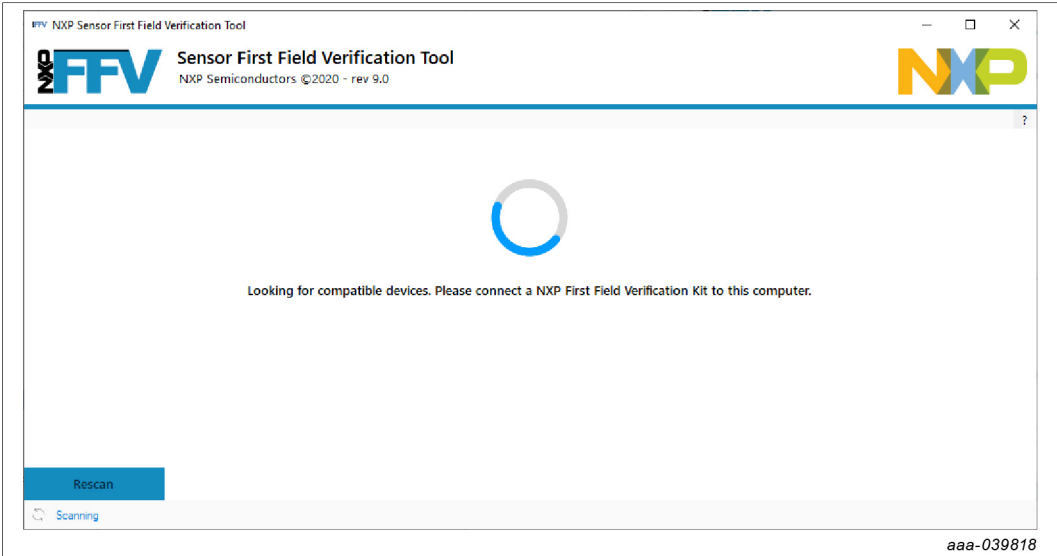 FFV NXP Sensor First Field Verification Tool
NXP FFV
Sensor First Field Verification Tool
NXP Semiconductors ©2020 - rev 9.0
NXP
?
Looking for compatible devices. Please connect a NXP First Field Verification Kit to this computer.
Rescan
Scanning
aaa-039818